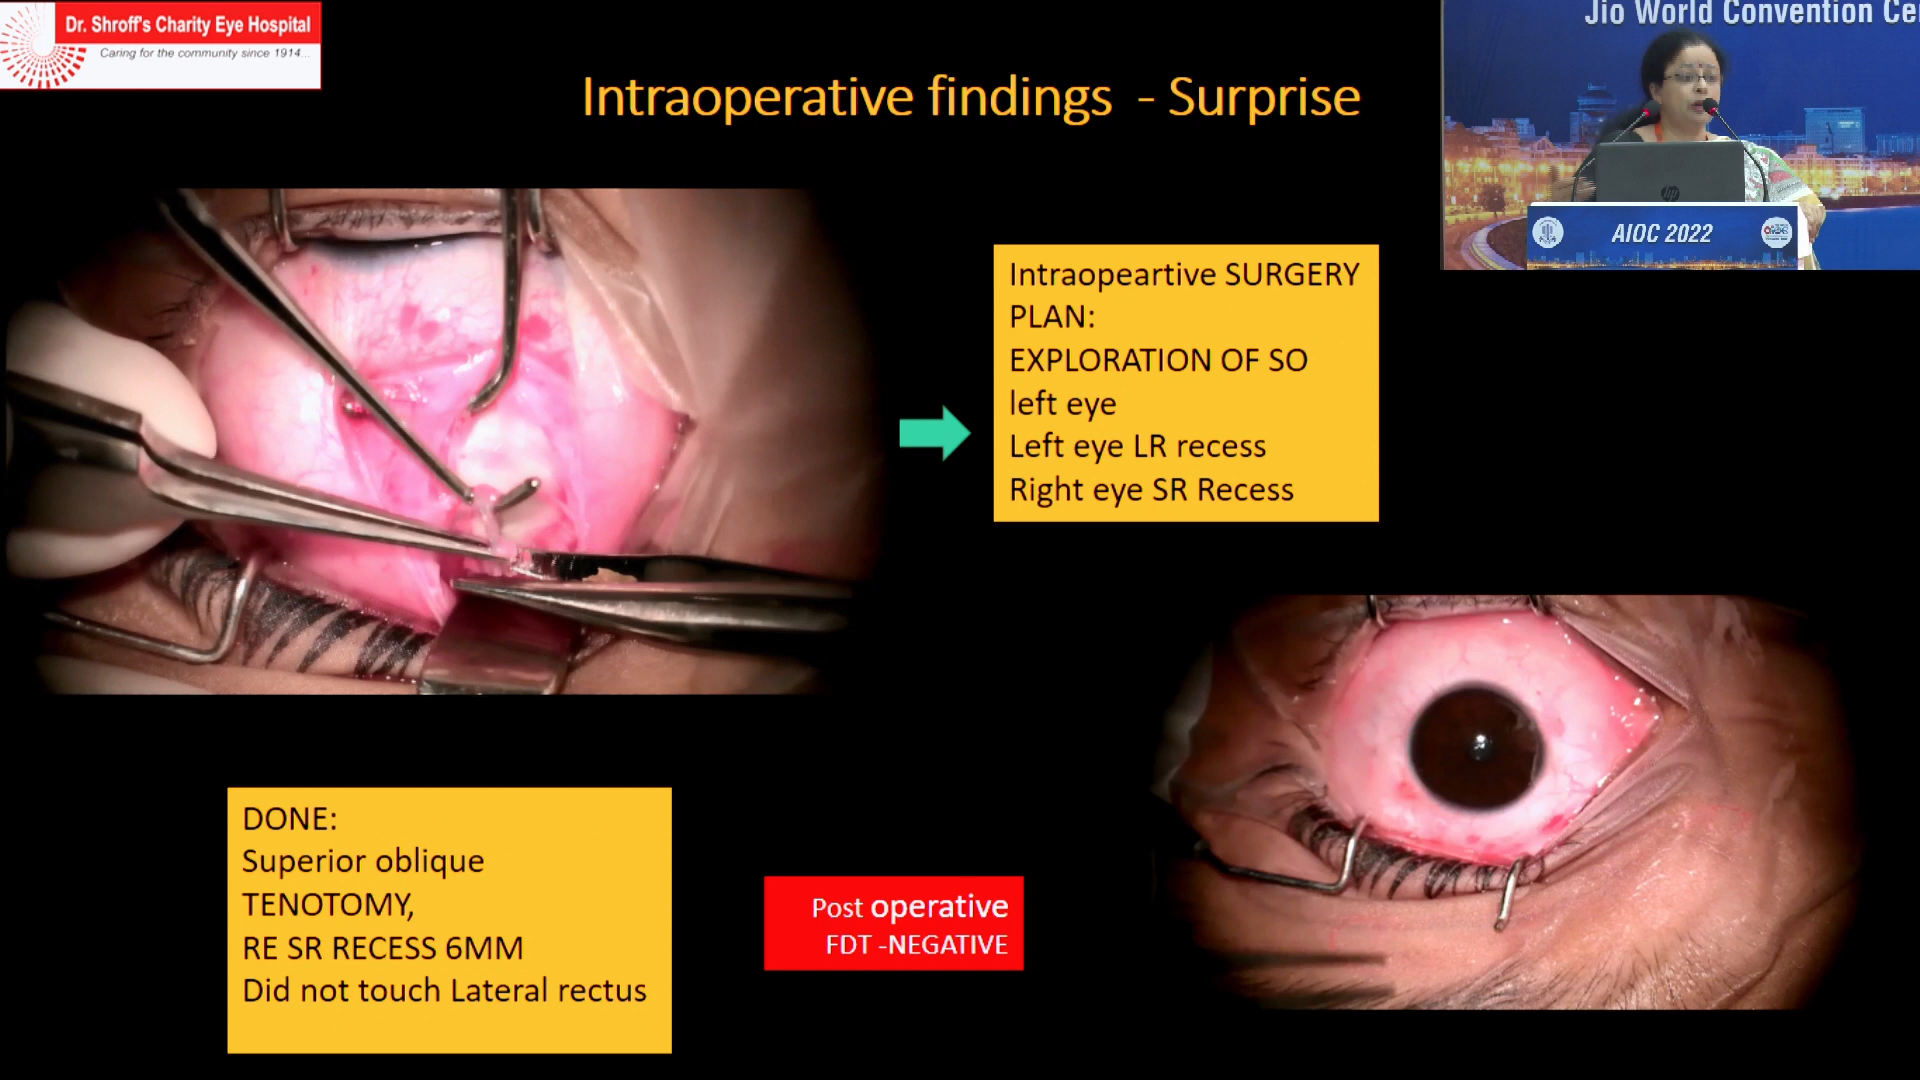 Dr. Shroff's Charity Eye Hospital
Caring for the community since 1914...
Jio World Convention Ce
Intraoperative findings - Surprise
AIOC 2022
Intraopeartive SURGERY
PLAN:
EXPLORATION OF SO
left eye
Left eye LR recess
Right eye SR Recess
DONE:
Superior oblique
TENOTOMY,
RE SR RECESS 6MM
Did not touch Lateral rectus
Post operative
FDT -NEGATIVE